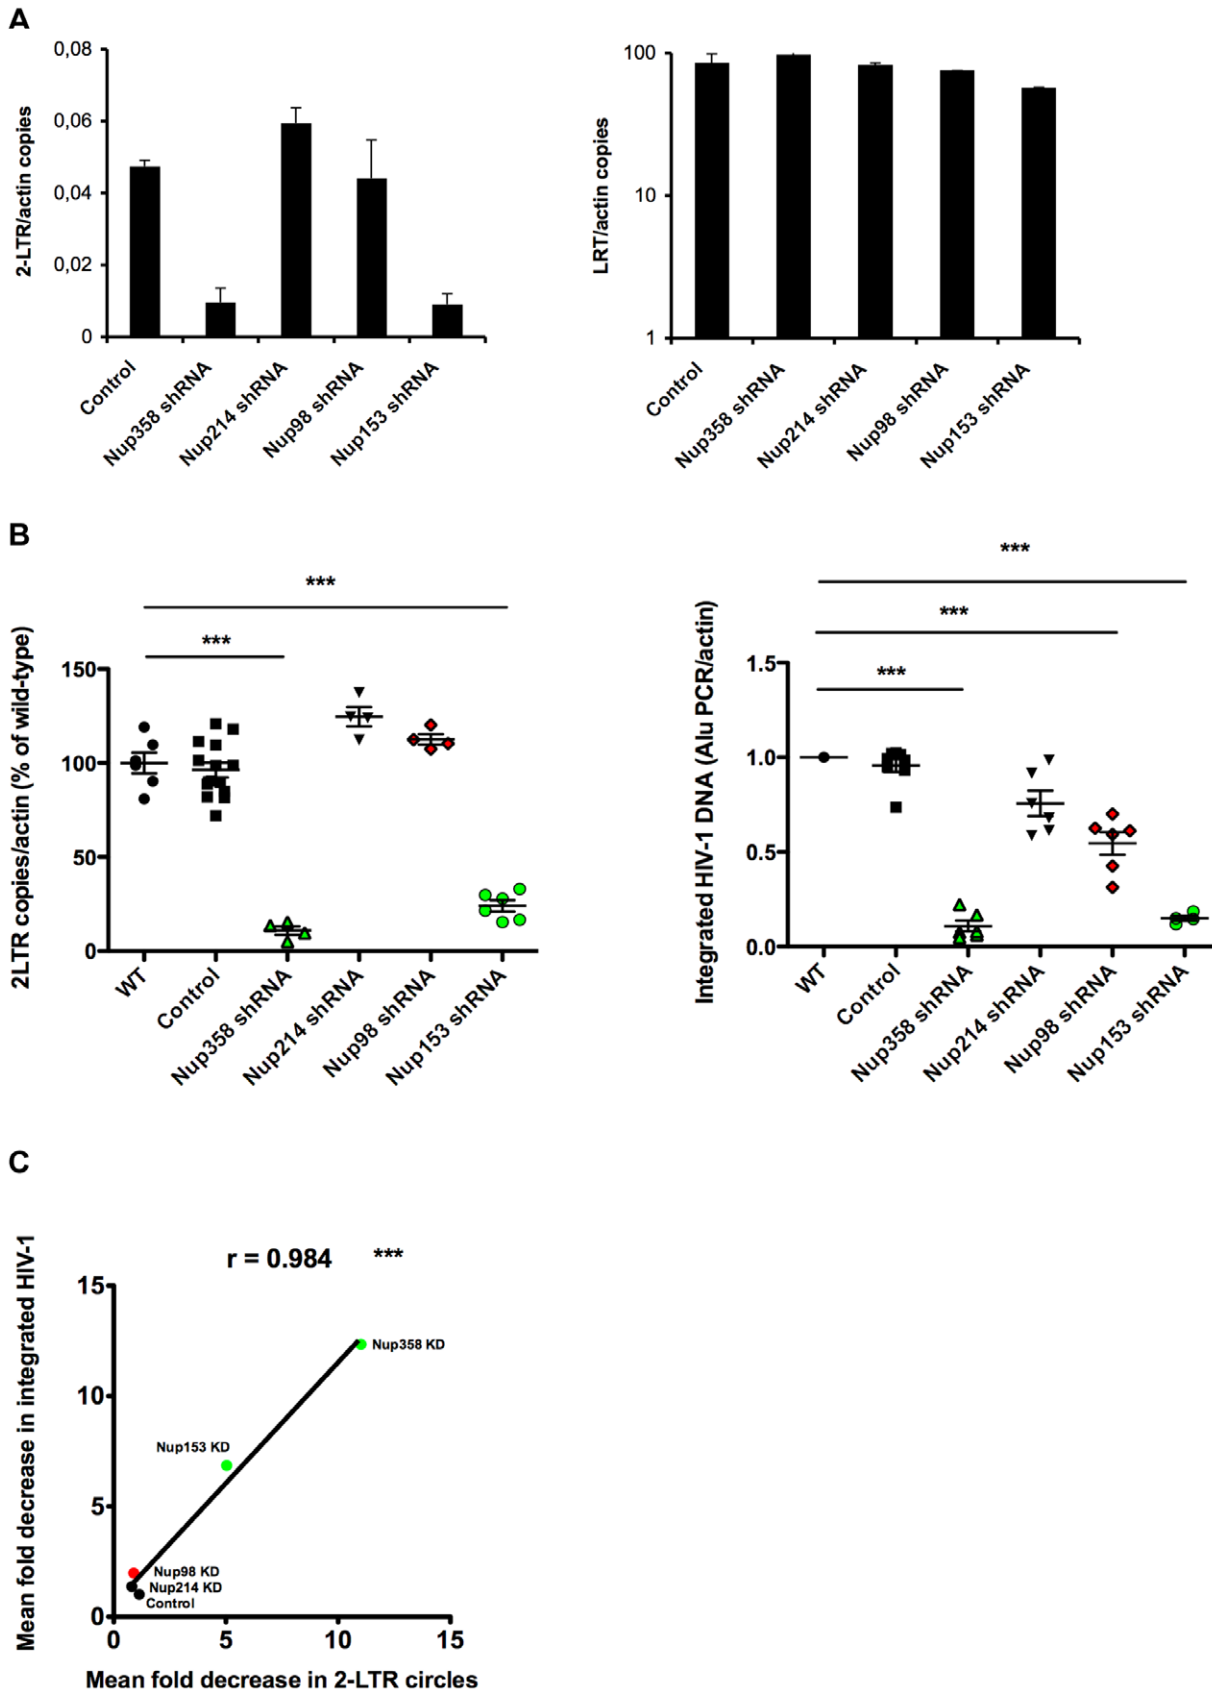 A
2-LTR/actin copies
0,08
0,06
0,04
0,02
0
Control
Nup358 shRNA
Nup214 shRNA
Nup98 shRNA
Nup153 shRNA
LRT/actin copies
100
10
1
Control
Nup358 shRNA
Nup214 shRNA
Nup98 shRNA
Nup153 shRNA
B
2LTR copies/actin (% of wild-type)
***
***
150
100
50
0
WT
Control
Nup358 shRNA
Nup214 shRNA
Nup98 shRNA
Nup153 shRNA
Integrated HIV-1 DNA (Alu PCR/actin)
***
***
***
1.5
1.0
0.5
0.0
WT
Control
Nup358 shRNA
Nup214 shRNA
Nup98 shRNA
Nup153 shRNA
C
Mean fold decrease in integrated HIV-1
r = 0.984 ***
15
10
5
0
Nup358 KD
Nup153 KD
Nup98 KD
Nup214 KD
Control
0 5 10 15
Mean fold decrease in 2-LTR circles